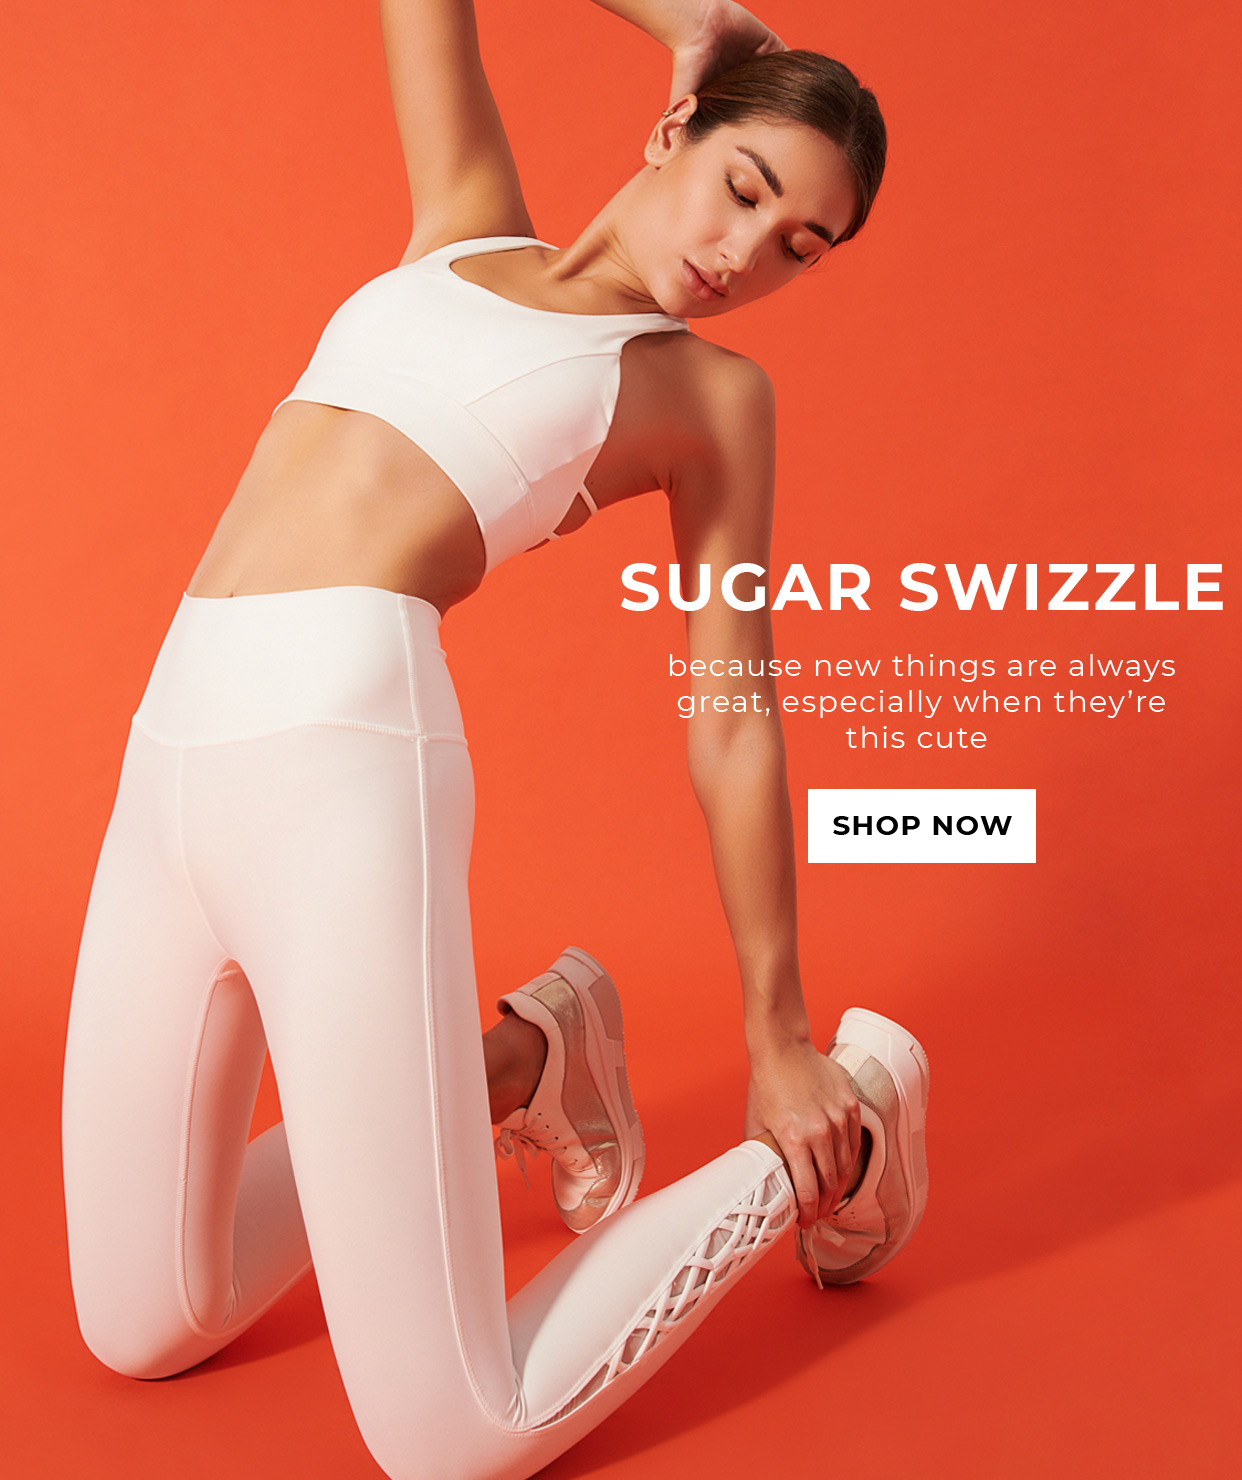 SUGAR SWIZZLE
because new things are always
great, especially when they’re
this cute
SHOP NOW